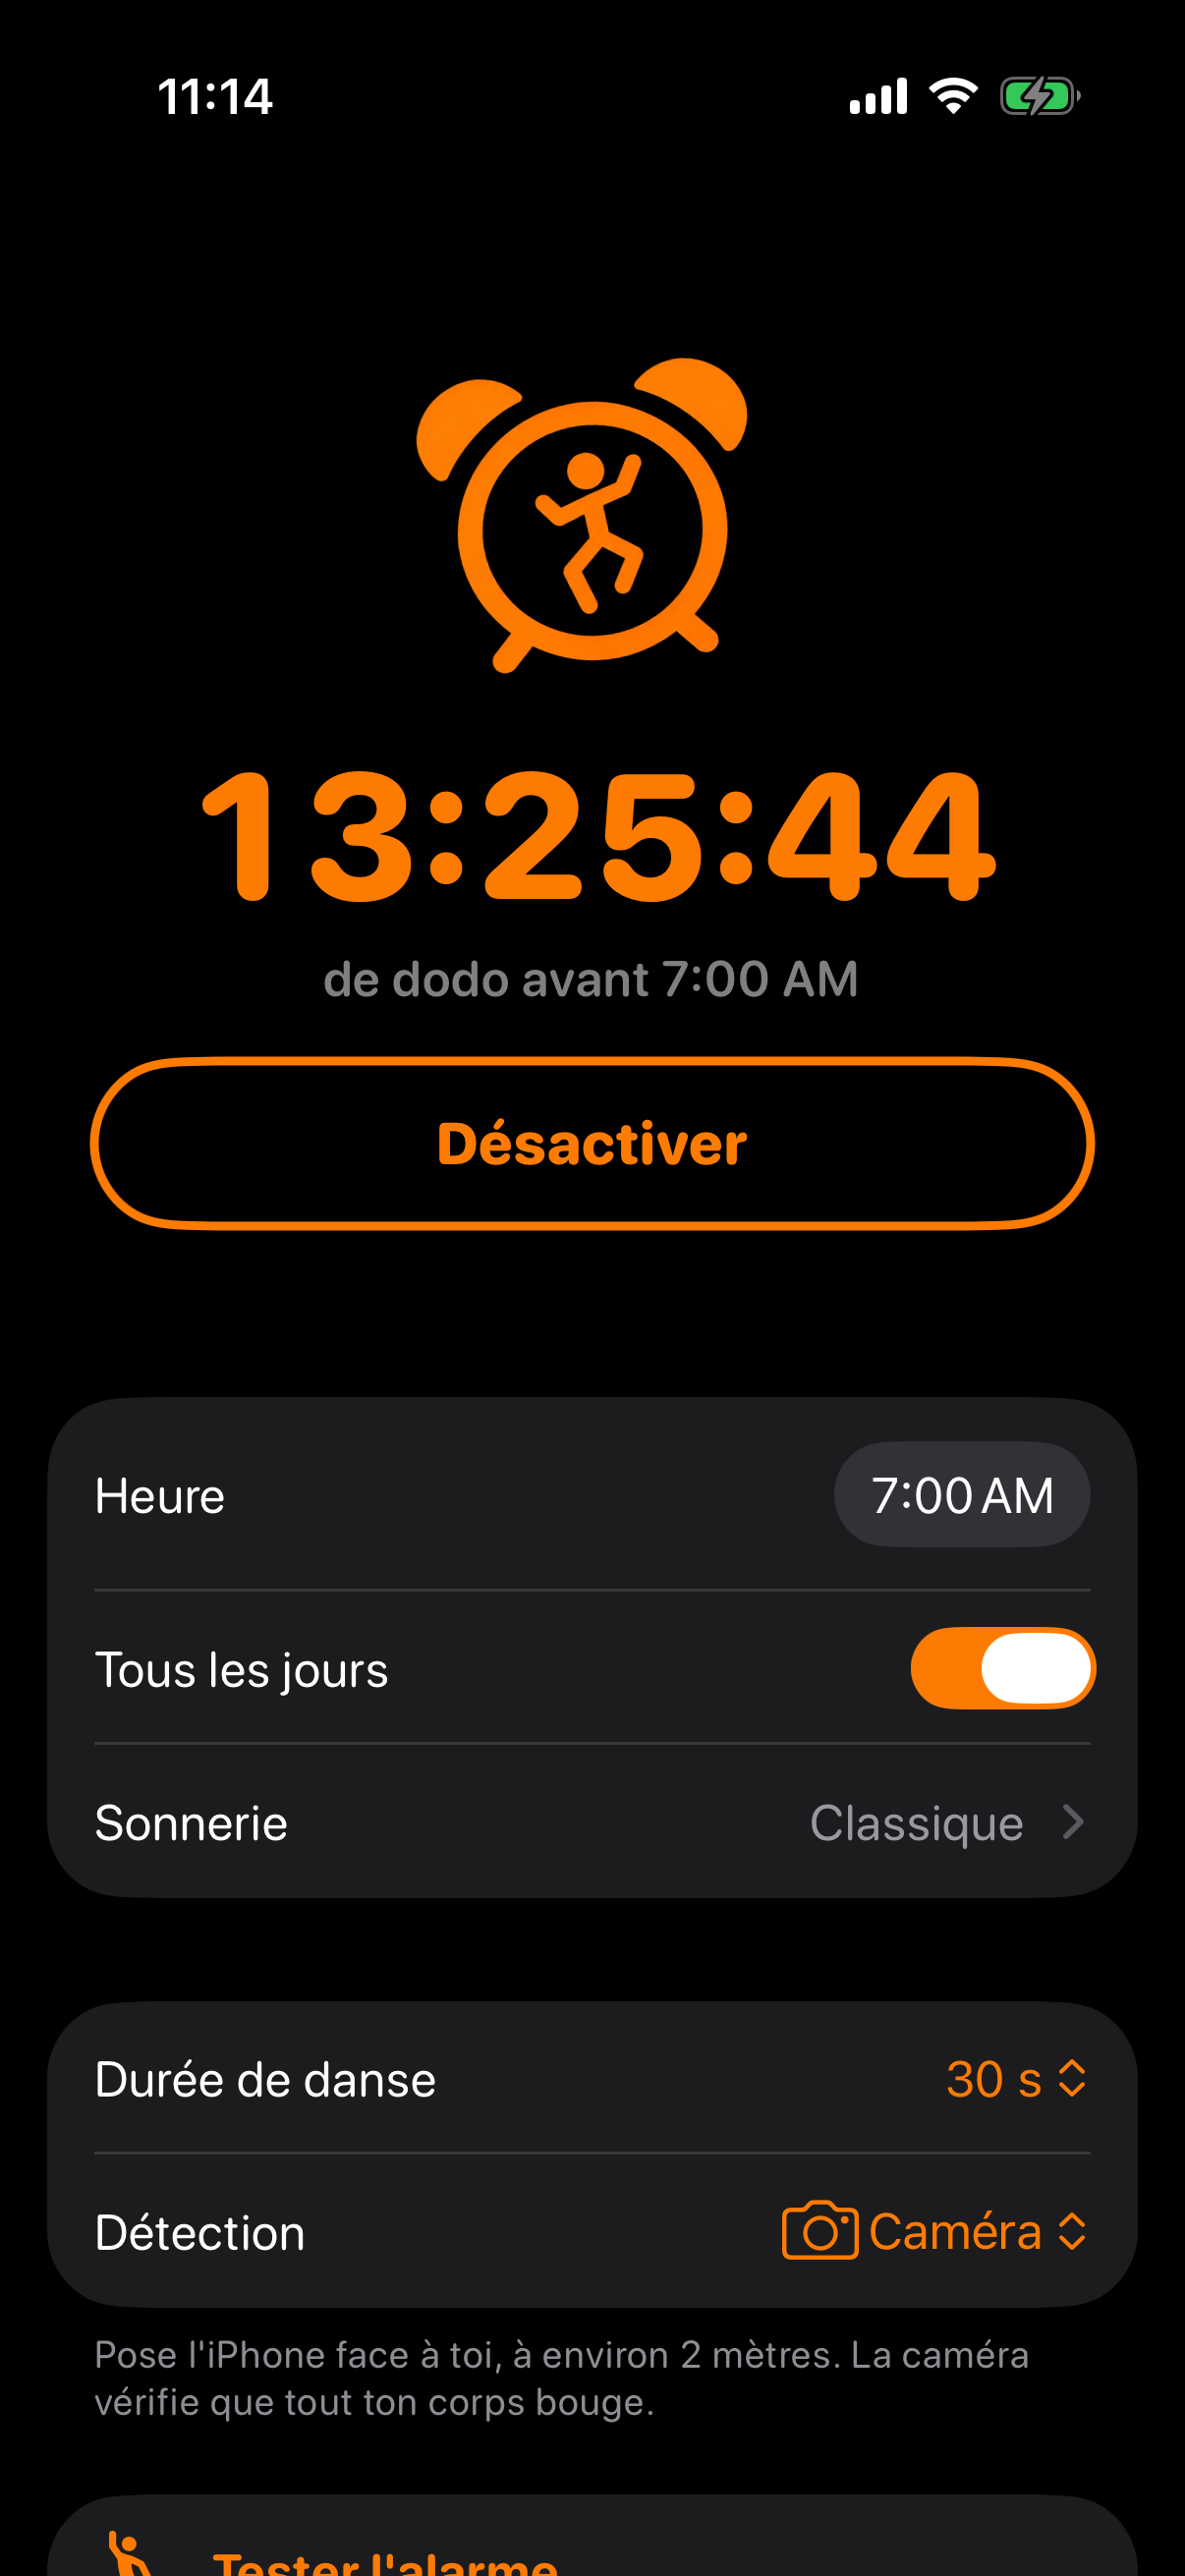 11:14
13:25:44
de dodo avant 7:00 AM
Désactiver
Heure
7:00 AM
Tous les jours
Sonnerie
Classique
Durée de danse
30 s
Détection
Caméra
Pose l'iPhone face à toi, à environ 2 mètres. La caméra
vérifie que tout ton corps bouge.
Tester l'alarme